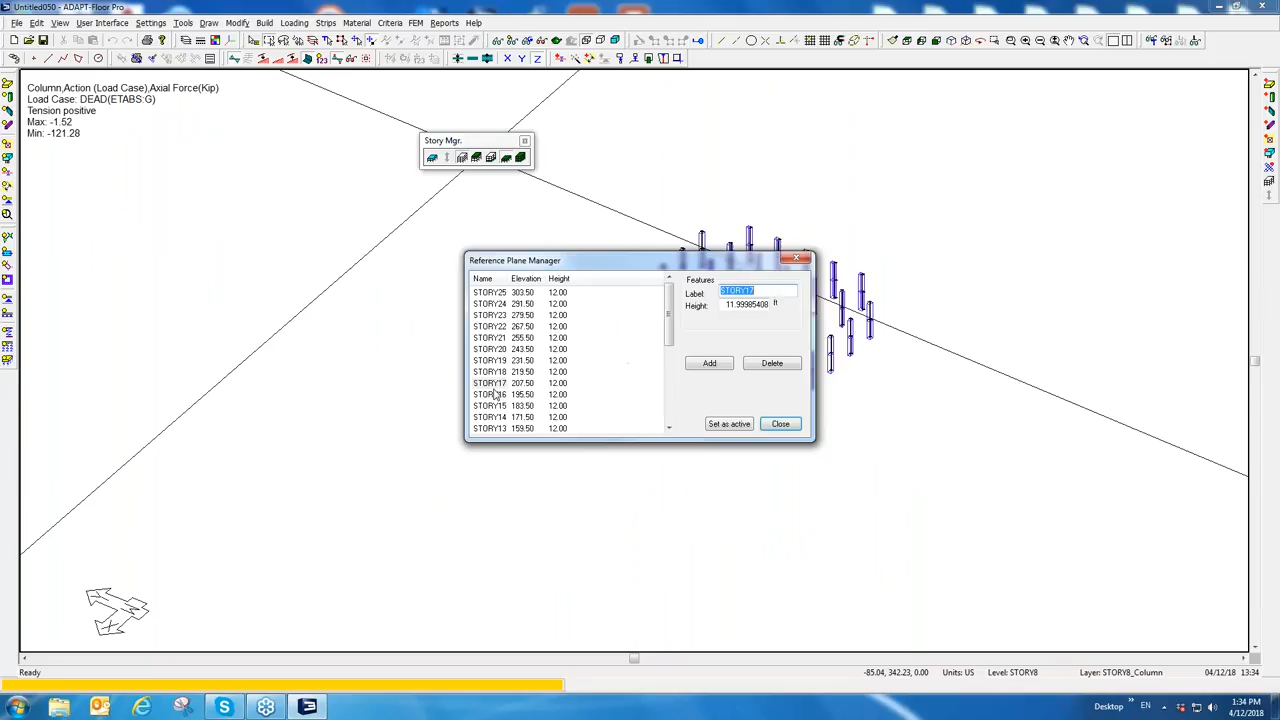 Untitled050 - ADAPT-Floor Pro
File Edit View User Interface Settings Tools Draw Modify Build Loading Strips Material Criteria FEM Reports Help
X Y Z
Column,Action (Load Case),Axial Force(Kip)
Load Case: DEAD(ETABS:G)
Tension positive
Max: -1.52
Min: -121.28
Story Mgr.
Reference Plane Manager
Name Elevation Height
STORY25 303.50 12.00
STORY24 291.50 12.00
STORY23 279.50 12.00
STORY22 267.50 12.00
STORY21 255.50 12.00
STORY20 243.50 12.00
STORY19 231.50 12.00
STORY18 219.50 12.00
STORY17 207.50 12.00
STORY16 195.50 12.00
STORY15 183.50 12.00
STORY14 171.50 12.00
STORY13 159.50 12.00
Features
Label: STORY17
Height: 11.99985408 ft
Add Delete
Set as active Close
X
Ready -85.04, 342.23, 0.00 Units: US Level: STORY8 Layer: STORY8_Column 04/12/18 13:34
Desktop EN 1:34 PM
4/12/2018